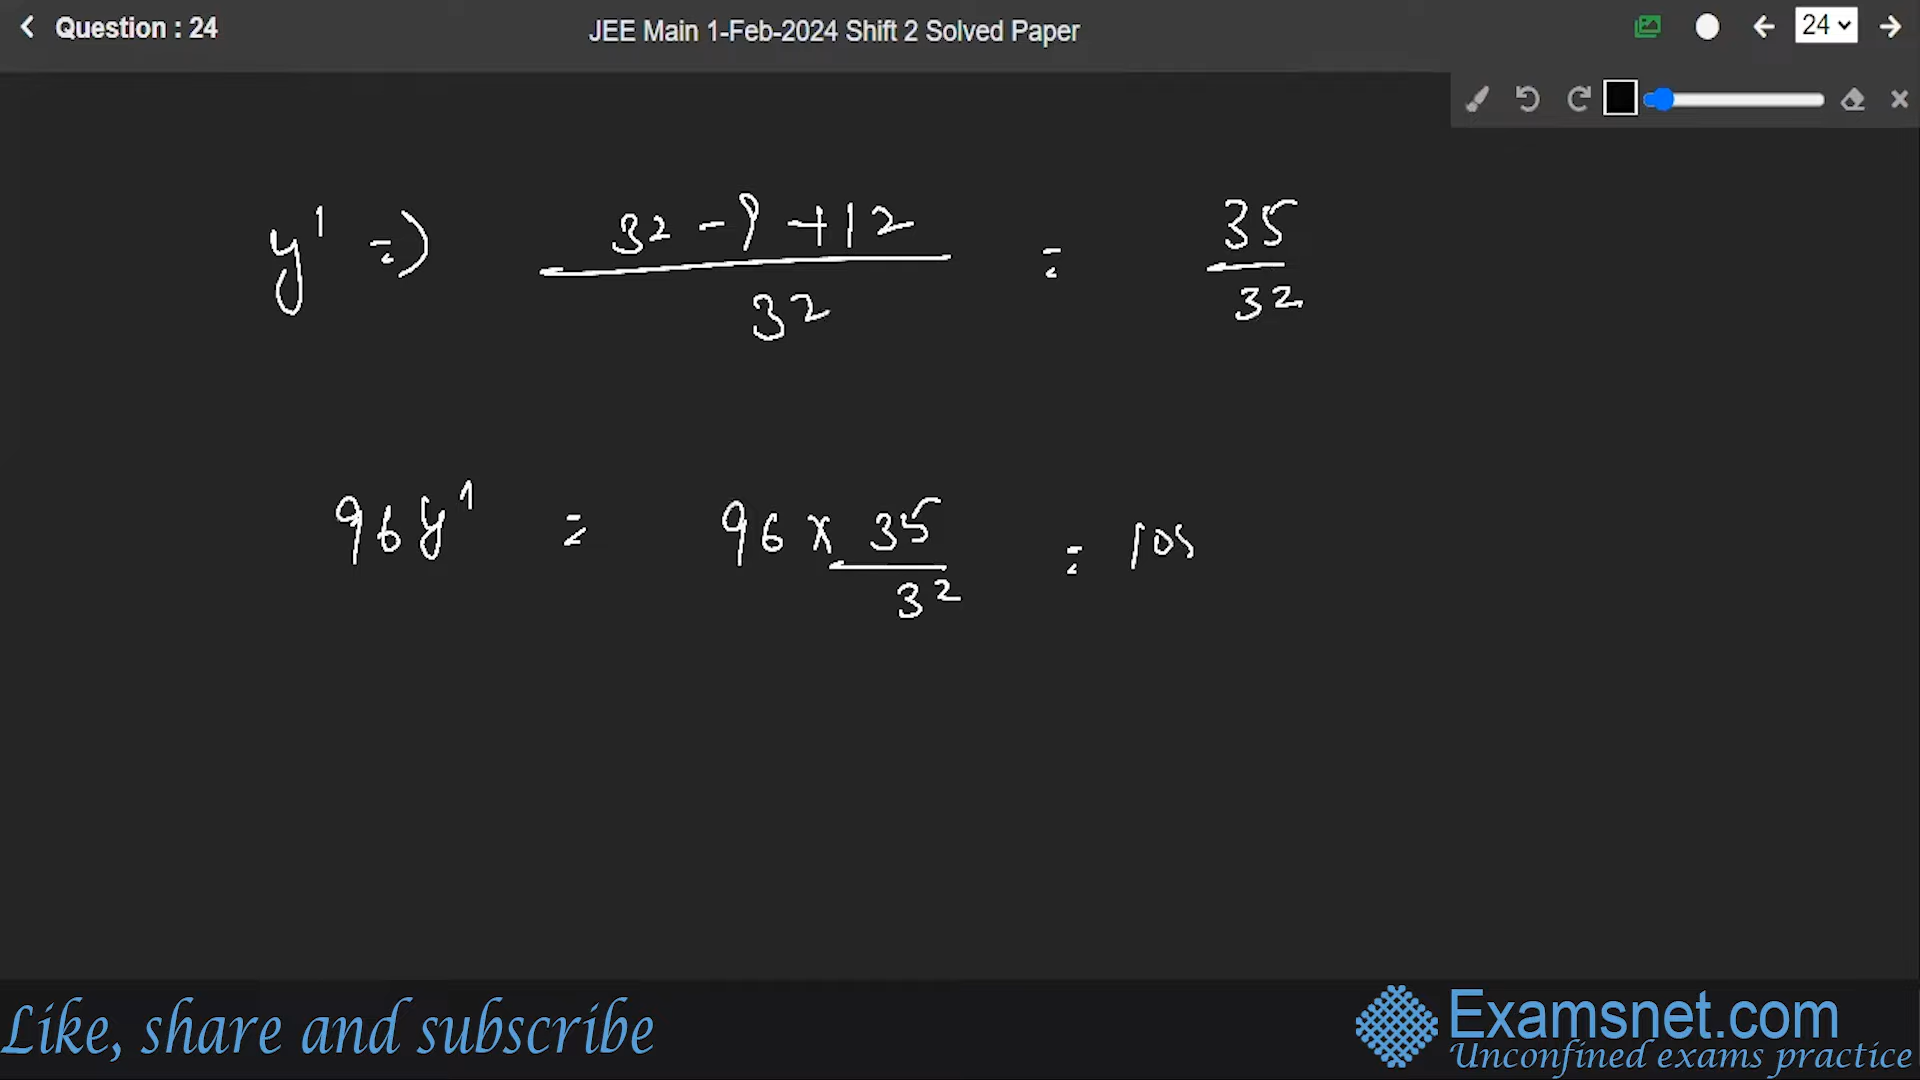 Question : 24
JEE Main 1-Feb-2024 Shift 2 Solved Paper
24
y' => 32 - 9 + 12 / 32 = 35 / 32
96 y' = 96 x 35 / 32 = 105
Like, share and subscribe
Examsnet.com
Unconfined exams practice